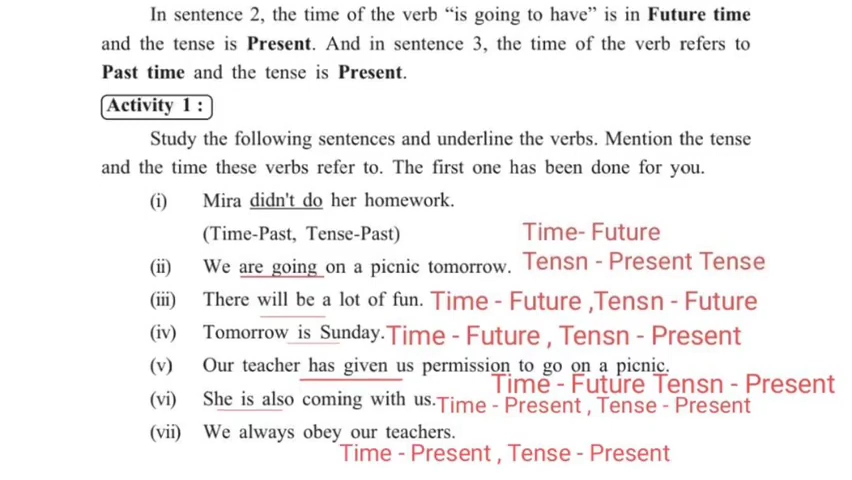 In sentence 2, the time of the verb “is going to have” is in Future time
and the tense is Present. And in sentence 3, the time of the verb refers to
Past time and the tense is Present.
Activity 1 :
Study the following sentences and underline the verbs. Mention the tense
and the time these verbs refer to. The first one has been done for you.
(i) Mira didn't do her homework.
(Time-Past, Tense-Past) Time- Future
(ii) We are going on a picnic tomorrow. Tensn - Present Tense
(iii) There will be a lot of fun. Time - Future ,Tensn - Future
(iv) Tomorrow is Sunday. Time - Future , Tensn - Present
(v) Our teacher has given us permission to go on a picnic.
Time - Future Tensn - Present
(vi) She is also coming with us. Time - Present , Tense - Present
(vii) We always obey our teachers.
Time - Present , Tense - Present